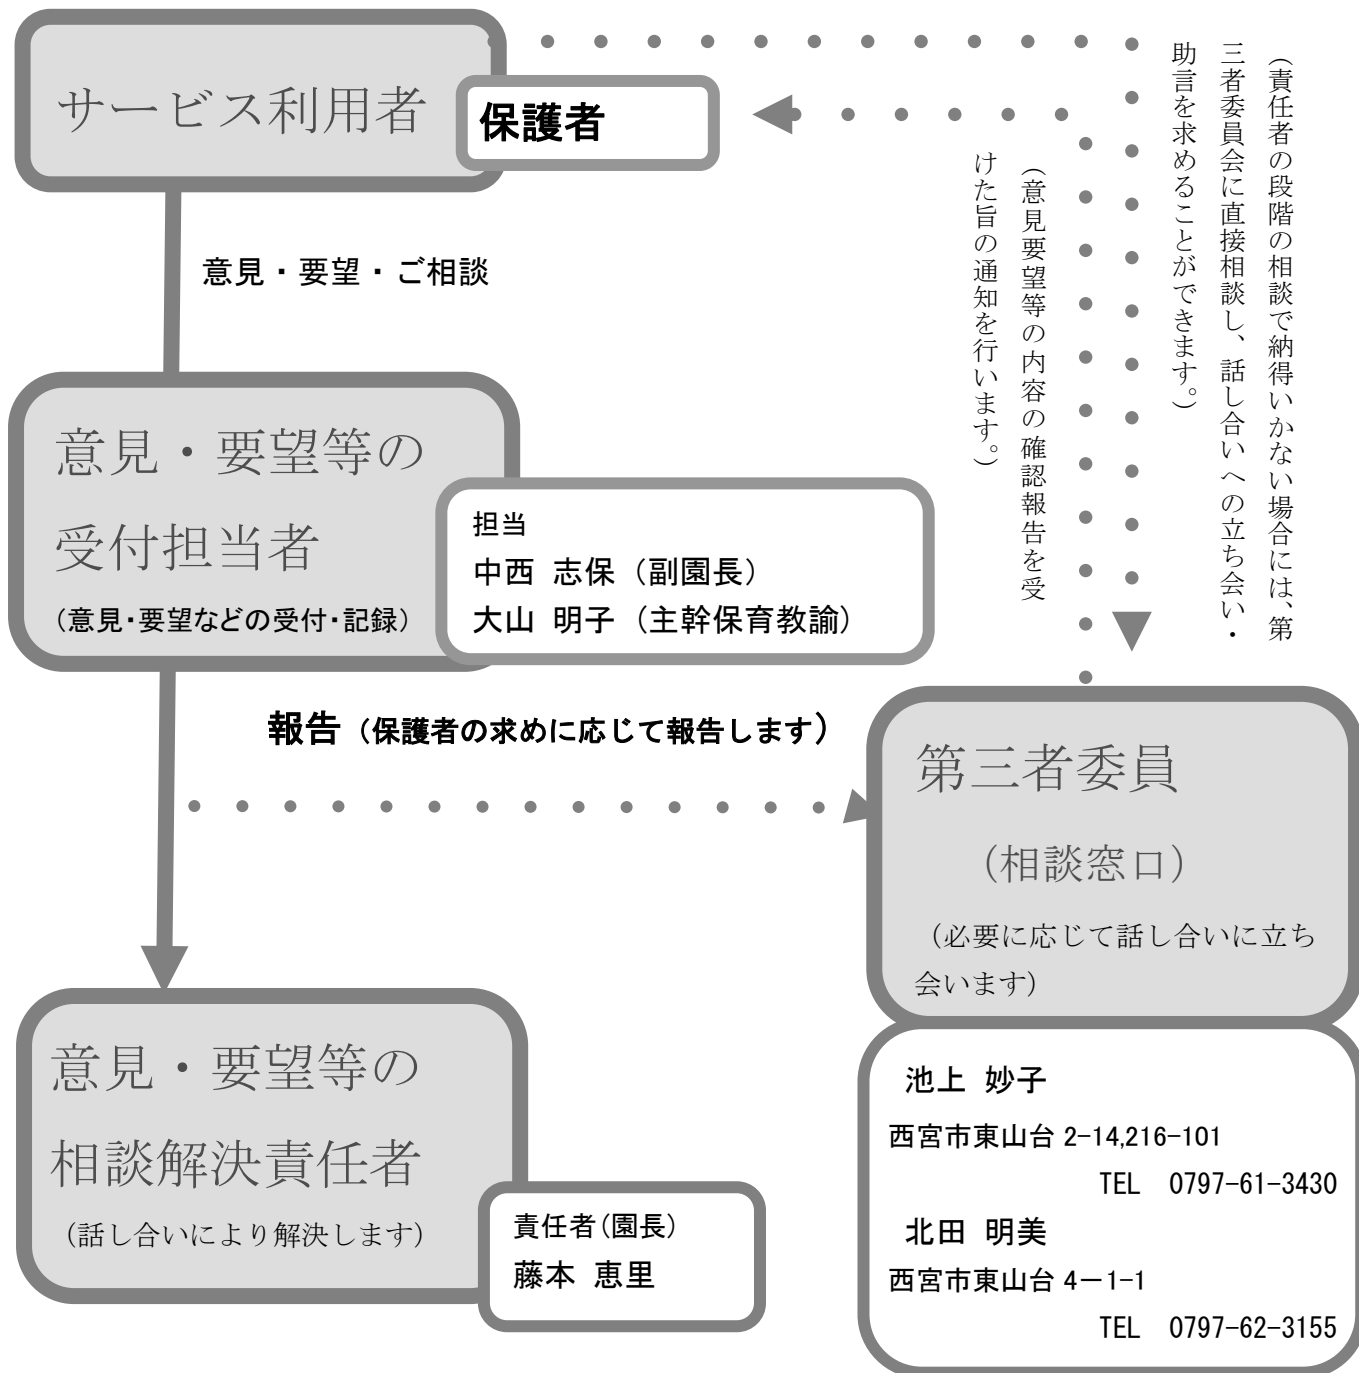 サービス利用者
保護者
(責任者の段階の相談で納得いかない場合には、第
三者委員会に直接相談し、話し合いへの立ち会い・
助言を求めることができます。)
(意見要望等の内容の確認報告を受
けた旨の通知を行います。)
意見・要望・ご相談
意見・要望等の
受付担当者
(意見・要望などの受付・記録)
担当
中西 志保 (副園長)
大山 明子 (主幹保育教諭)
報告 (保護者の求めに応じて報告します)
第三者委員
(相談窓口)
(必要に応じて話し合いに立ち
会います)
意見・要望等の
相談解決責任者
(話し合いにより解決します)
責任者(園長)
藤本 恵里
池上 妙子
西宮市東山台 2-14,216-101
TEL 0797-61-3430
北田 明美
西宮市東山台 4ー1-1
TEL 0797-62-3155